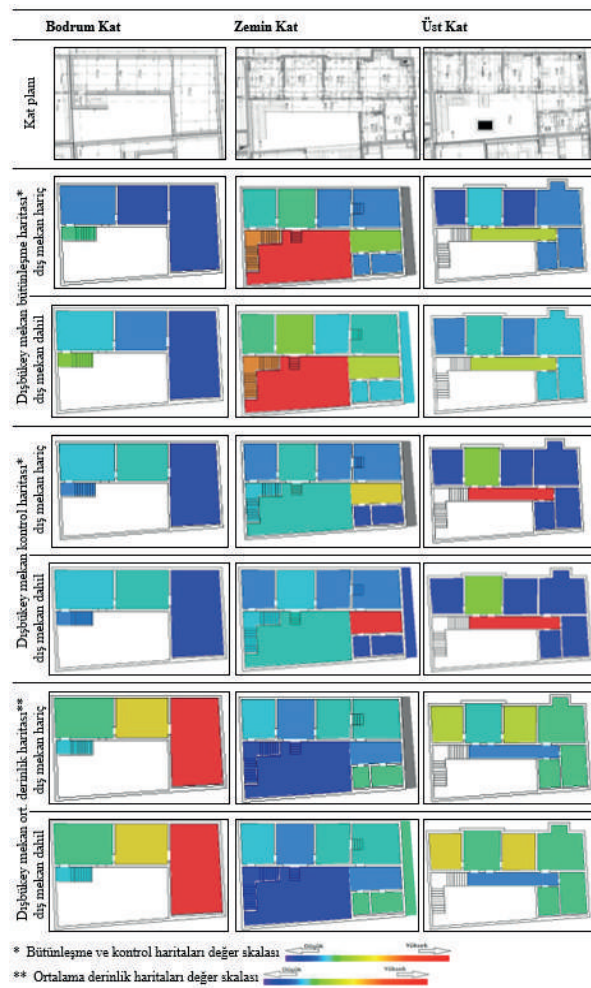 Bodrum Kat Zemin Kat Üst Kat
Kat planı
Dışbükey mekan bütünleşme haritası*
dış mekan hariç
dış mekan dahil
Dışbükey mekan kontrol haritası*
dış mekan hariç
dış mekan dahil
Dışbükey mekan ort. derinlik haritası**
dış mekan hariç
dış mekan dahil
* Bütünleşme ve kontrol haritaları değer skalası Düşük Yüksek
** Ortalama derinlik haritaları değer skalası Düşük Yüksek